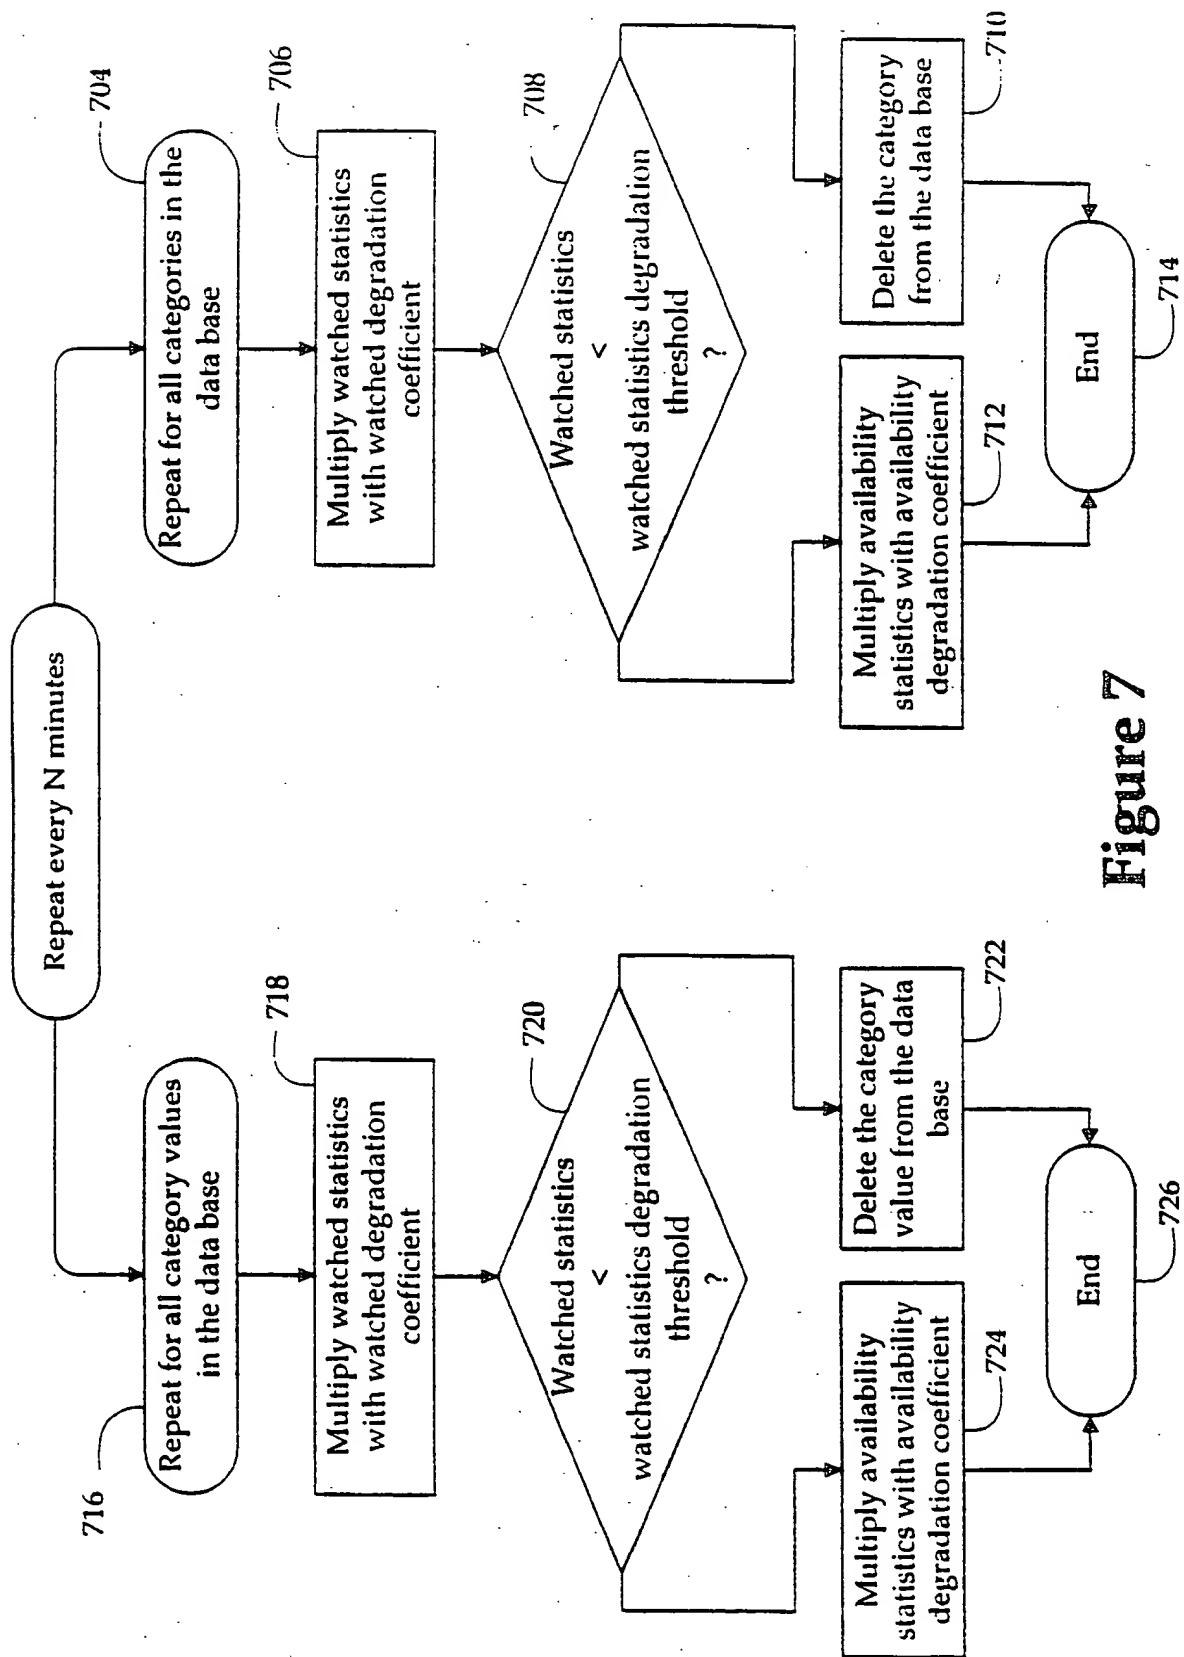 Repeat every N minutes
716
Repeat for all category values
in the data base
718
Multiply watched statistics
with watched degradation
coefficient
720
Watched statistics
<
watched statistics degradation
threshold
?
Multiply availability
statistics with availability
degradation coefficient
724
Delete the category
value from the data
base
722
End
726
704
Repeat for all categories in the
data base
706
Multiply watched statistics
with watched degradation
coefficient
708
Watched statistics
<
watched statistics degradation
threshold
?
Multiply availability
statistics with availability
degradation coefficient
712
Delete the category
from the data base
710
End
714
Figure 7